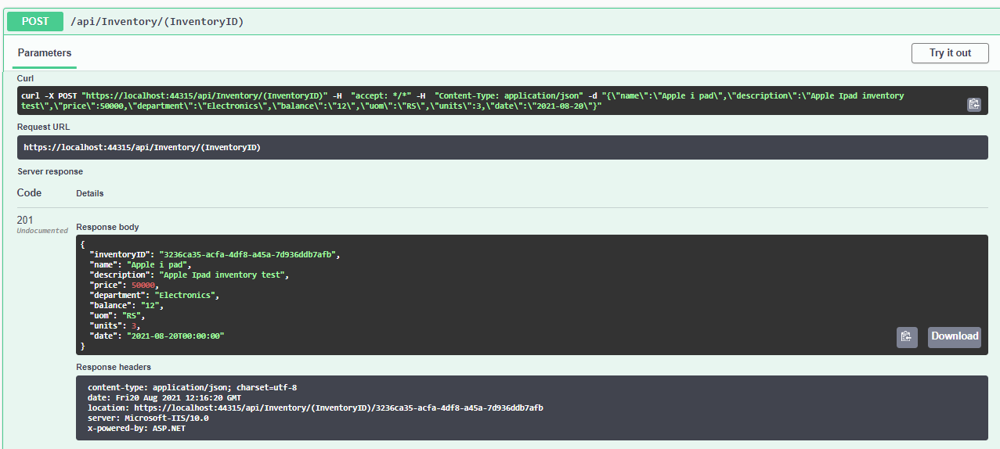 POST /api/Inventory/(InventoryID)
Parameters
Try it out
Curl
curl -X POST "https://localhost:44315/api/Inventory/(InventoryID)" -H  "accept: */*" -H  "Content-Type: application/json" -d "{\"name\":\"Apple i pad\",\"description\":\"Apple Ipad inventory
test\",\"price\":50000,\"department\":\"Electronics\",\"balance\":\"12\",\"uom\":\"RS\",\"units\":3,\"date\":\"2021-08-20\"}"
Request URL
https://localhost:44315/api/Inventory/(InventoryID)
Server response
Code Details
201
Undocumented
Response body
{
  "inventoryID": "3236ca35-acfa-4df8-a45a-7d936ddb7afb",
  "name": "Apple i pad",
  "description": "Apple Ipad inventory test",
  "price": 50000,
  "department": "Electronics",
  "balance": "12",
  "uom": "RS",
  "units": 3,
  "date": "2021-08-20T00:00:00"
}
Download
Response headers
content-type: application/json; charset=utf-8
date: Fri20 Aug 2021 12:16:20 GMT
location: https://localhost:44315/api/Inventory/(InventoryID)/3236ca35-acfa-4df8-a45a-7d936ddb7afb
server: Microsoft-IIS/10.0
x-powered-by: ASP.NET